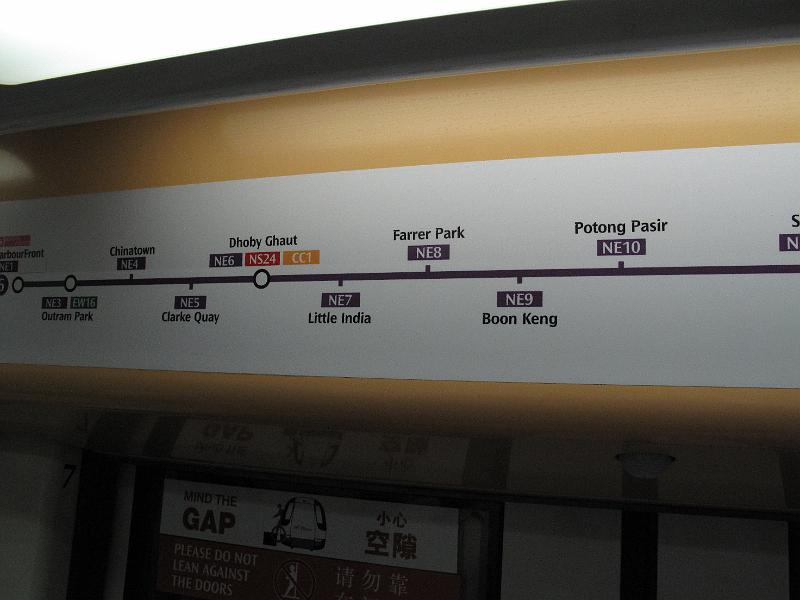 arbourFront
NE1
Chinatown
NE4
Dhoby Ghaut
NE6 NS24 CC1
Farrer Park
NE8
Potong Pasir
NE10
S
N
NE3 EW16
Outram Park
NE5
Clarke Quay
NE7
Little India
NE9
Boon Keng
7
MIND THE
GAP
小心
空隙
PLEASE DO NOT
LEAN AGAINST
THE DOORS
请勿靠